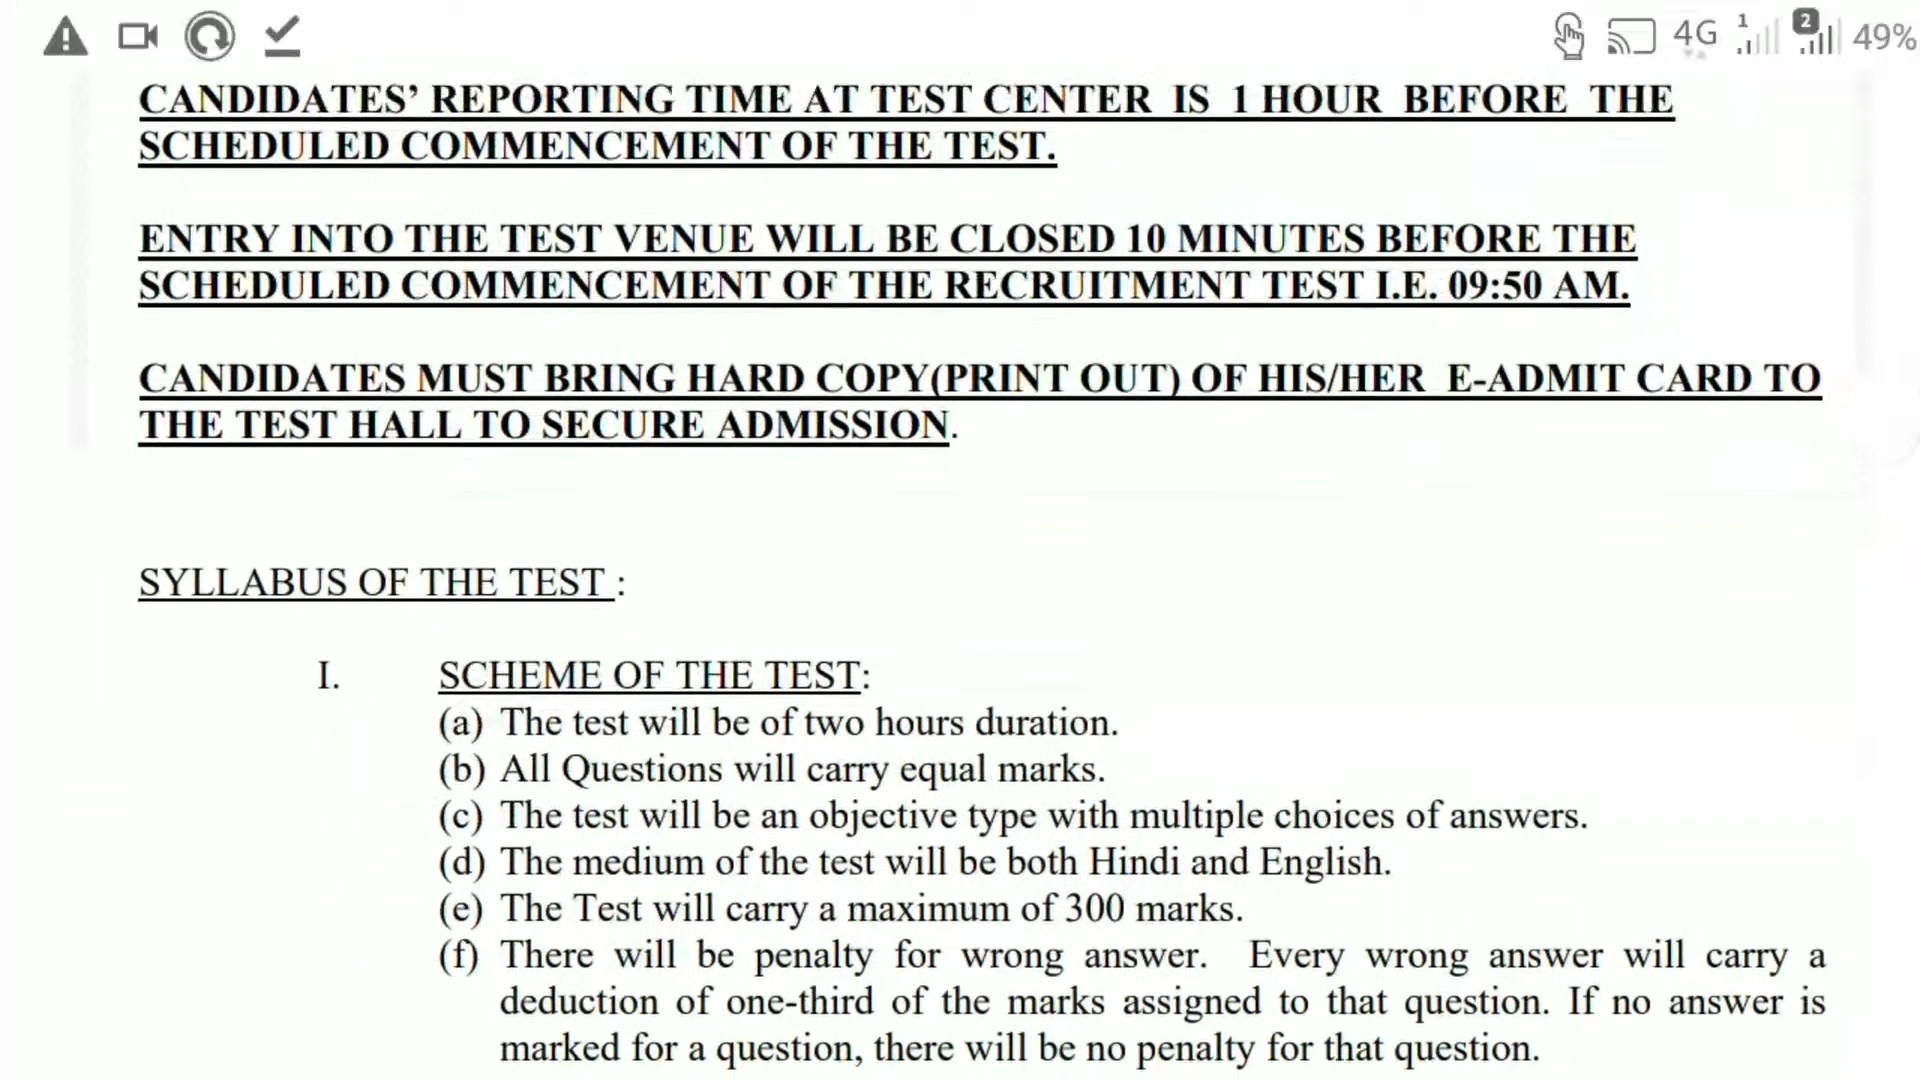 4G 1 2 49%
CANDIDATES’ REPORTING TIME AT TEST CENTER IS 1 HOUR BEFORE THE
SCHEDULED COMMENCEMENT OF THE TEST.
ENTRY INTO THE TEST VENUE WILL BE CLOSED 10 MINUTES BEFORE THE
SCHEDULED COMMENCEMENT OF THE RECRUITMENT TEST I.E. 09:50 AM.
CANDIDATES MUST BRING HARD COPY(PRINT OUT) OF HIS/HER E-ADMIT CARD TO
THE TEST HALL TO SECURE ADMISSION.
SYLLABUS OF THE TEST :
I. SCHEME OF THE TEST:
(a) The test will be of two hours duration.
(b) All Questions will carry equal marks.
(c) The test will be an objective type with multiple choices of answers.
(d) The medium of the test will be both Hindi and English.
(e) The Test will carry a maximum of 300 marks.
(f) There will be penalty for wrong answer. Every wrong answer will carry a
deduction of one-third of the marks assigned to that question. If no answer is
marked for a question, there will be no penalty for that question.